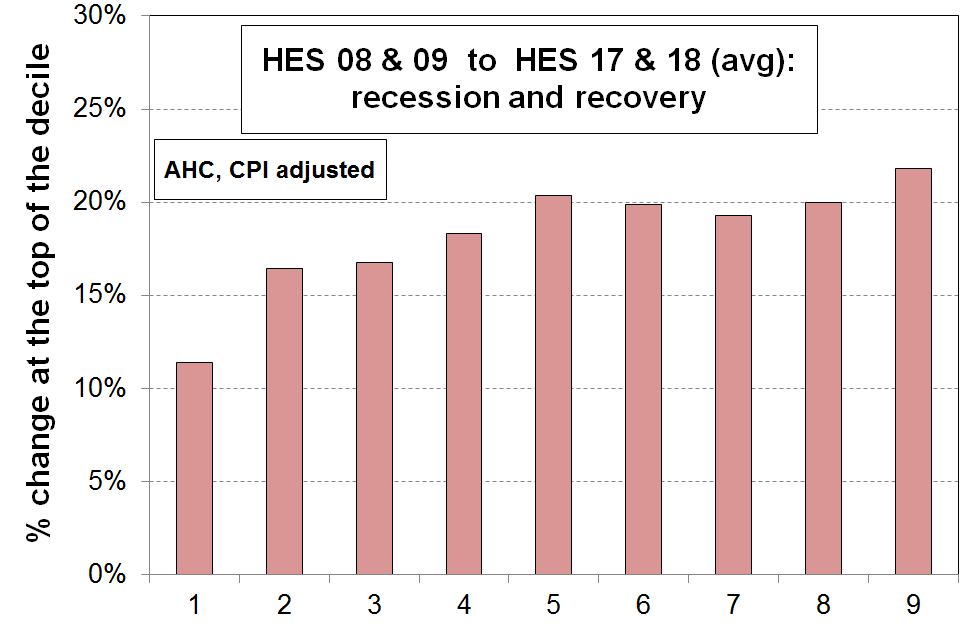 30%
HES 08 & 09 to HES 17 & 18 (avg):
recession and recovery
25%
AHC, CPI adjusted
20%
15%
10%
5%
0%
% change at the top of the decile
1 2 3 4 5 6 7 8 9